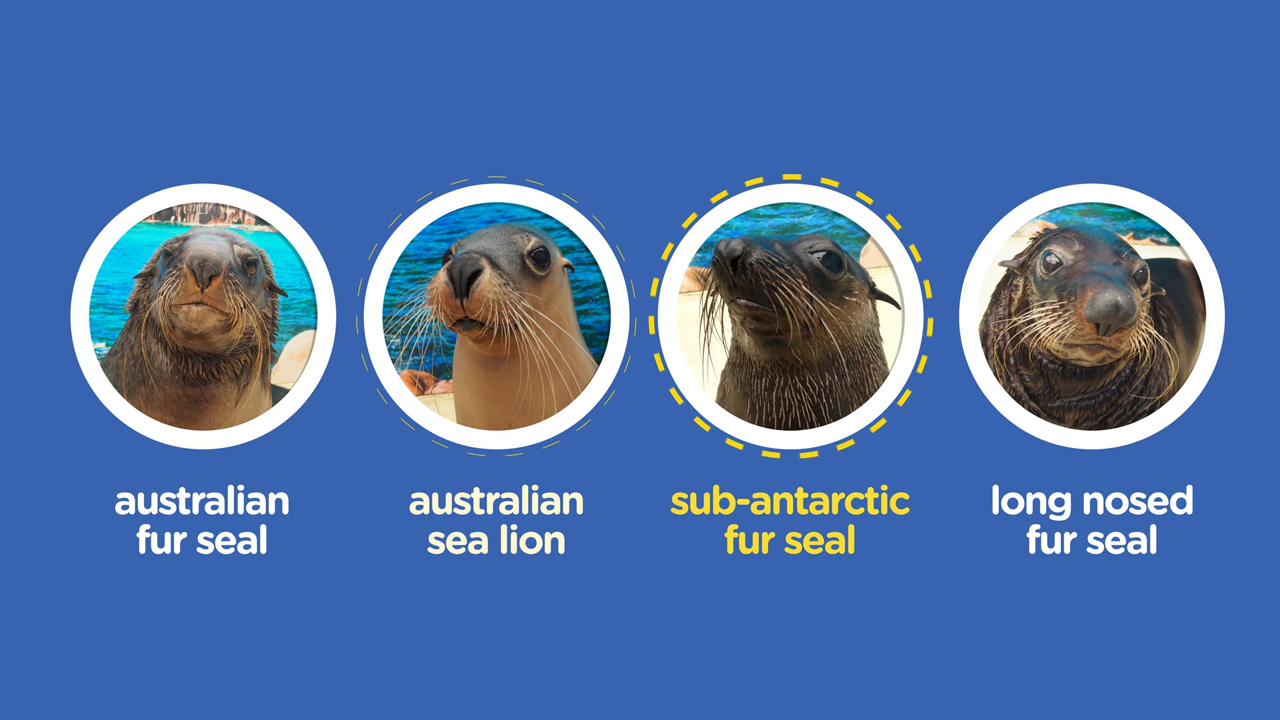 australian
fur seal
australian
sea lion
sub-antarctic
fur seal
long nosed
fur seal